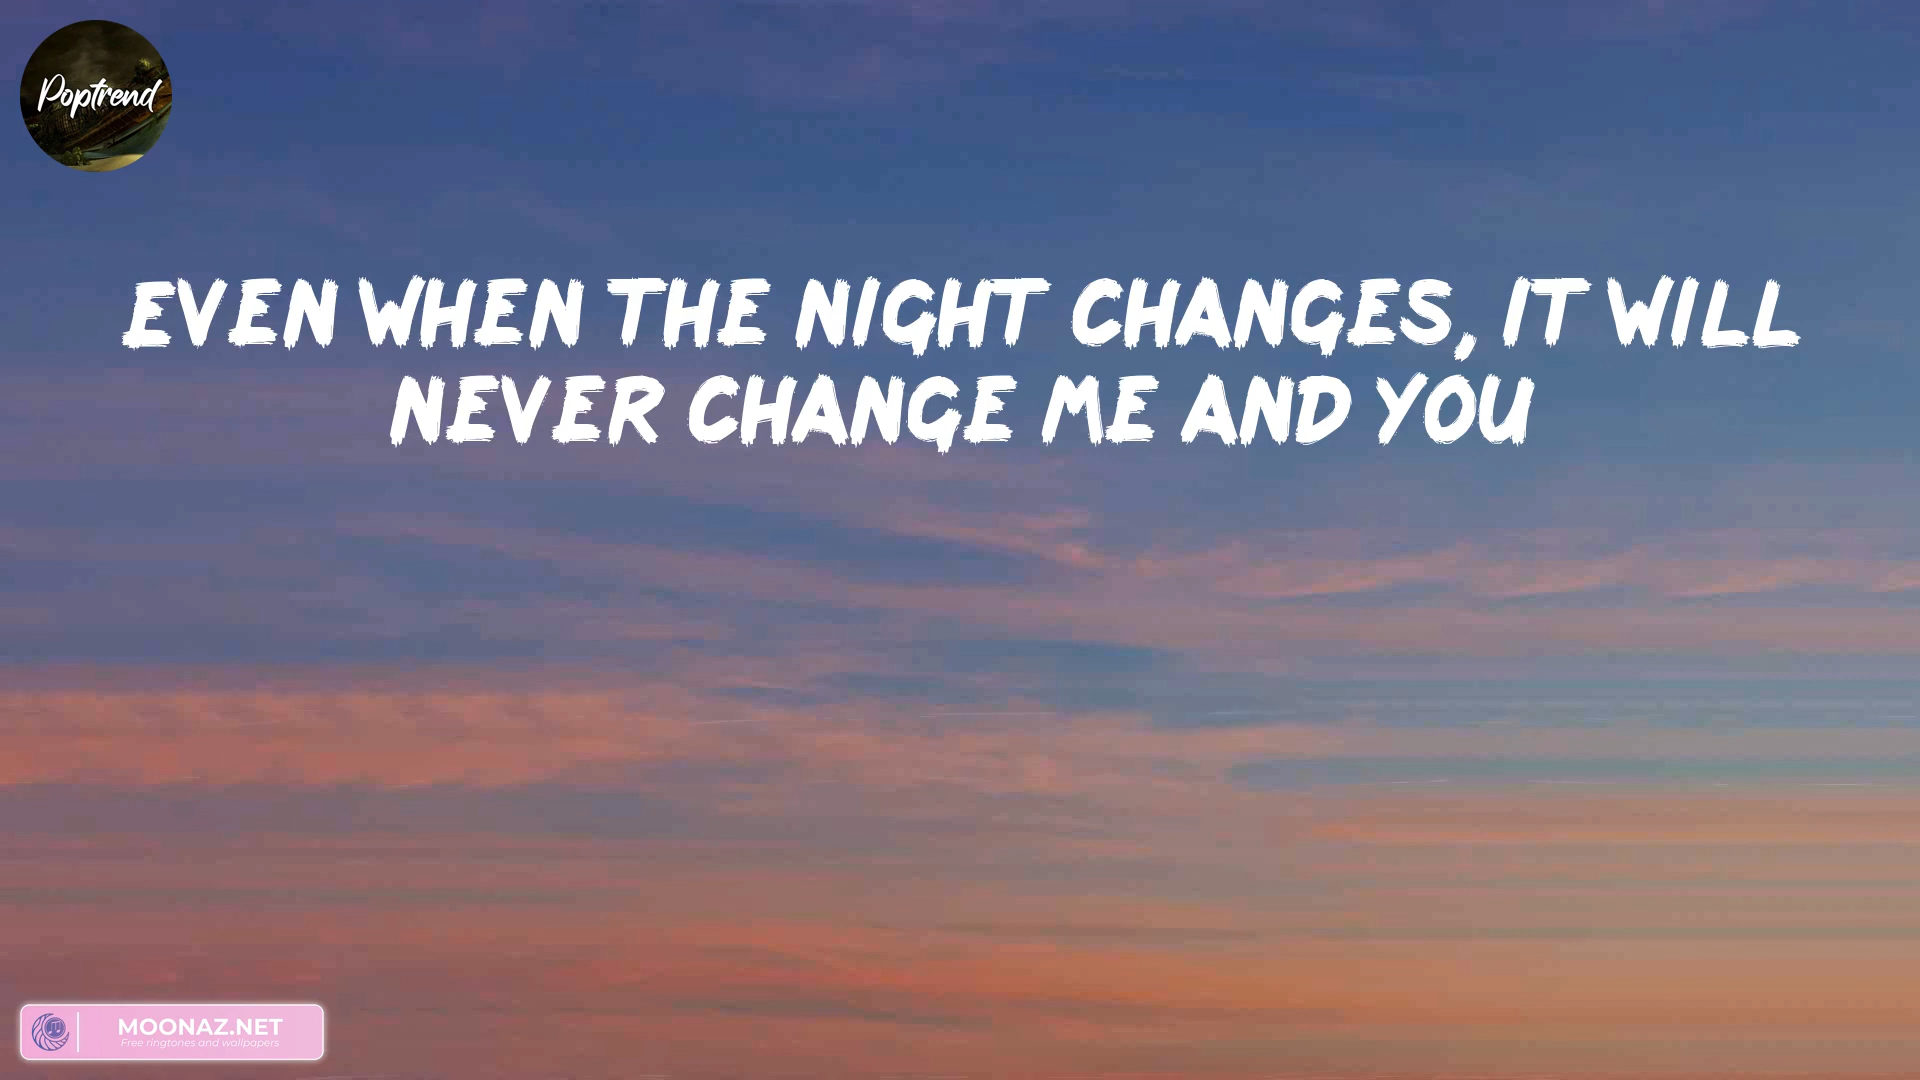 Poptrend
EVEN WHEN THE NIGHT CHANGES, IT WILL
NEVER CHANGE ME AND YOU
MOONAZ.NET
Free ringtones and wallpapers